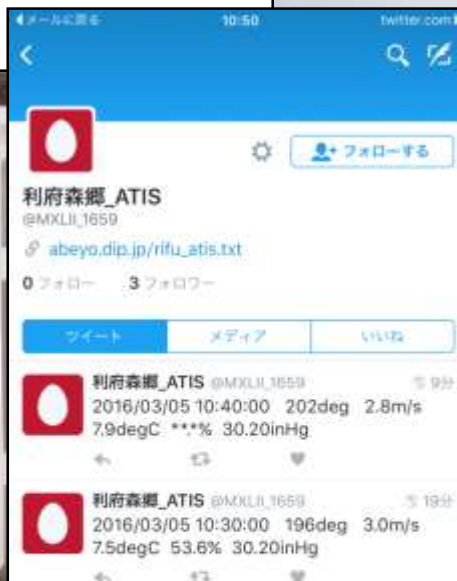 メールに戻る 10:50 twitter.com
フォローする
利府森郷_ATIS
@MXLII_1659
abeyo.dip.jp/rifu_atis.txt
0 フォロー 3 フォロワー
ツイート メディア いいね
利府森郷_ATIS @MXLII_1659 9分
2016/03/05 10:40:00 202deg 2.8m/s
7.9degC **.*% 30.20inHg
利府森郷_ATIS @MXLII_1659 19分
2016/03/05 10:30:00 196deg 3.0m/s
7.5degC 53.6% 30.20inHg